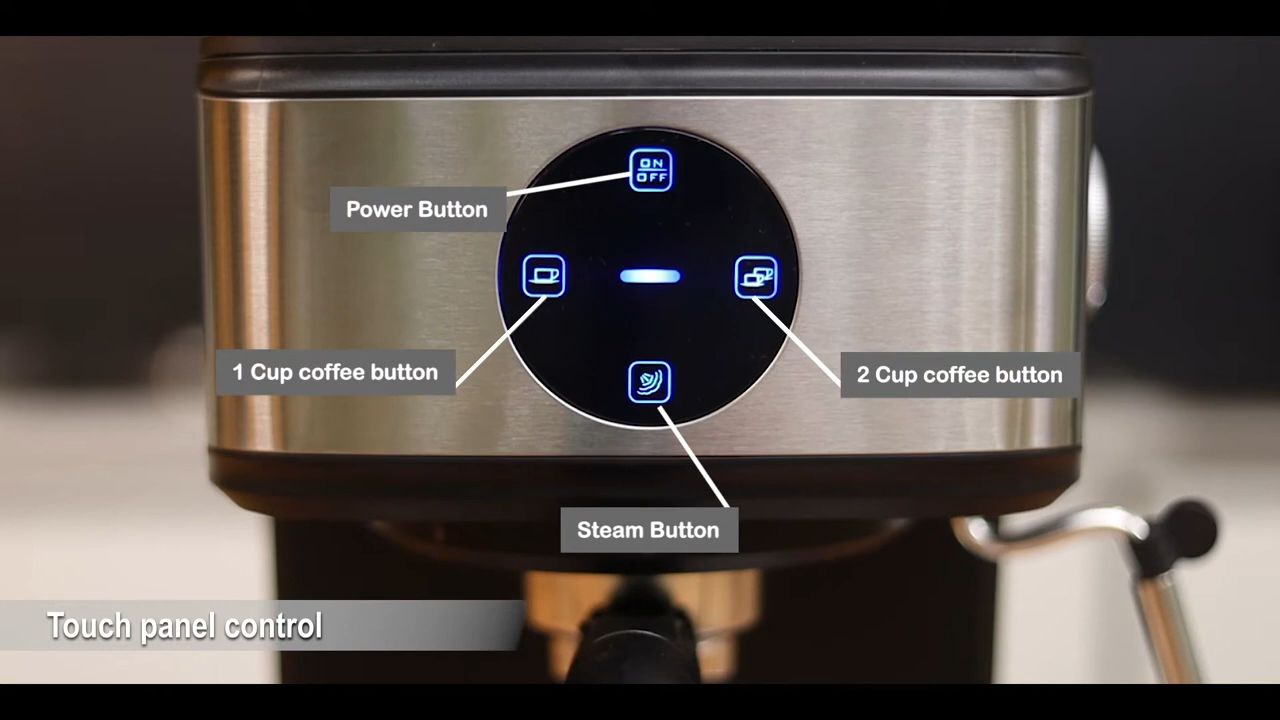 ON
OFF
Power Button
1 Cup coffee button
2 Cup coffee button
Steam Button
Touch panel control